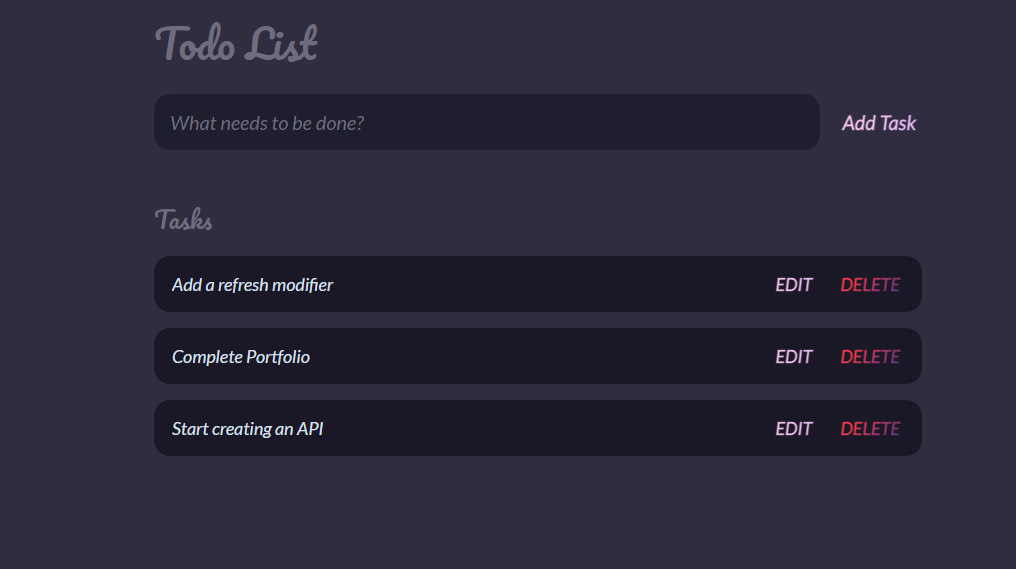 Todo List
What needs to be done?
Add Task
Tasks
Add a refresh modifier EDIT DELETE
Complete Portfolio EDIT DELETE
Start creating an API EDIT DELETE